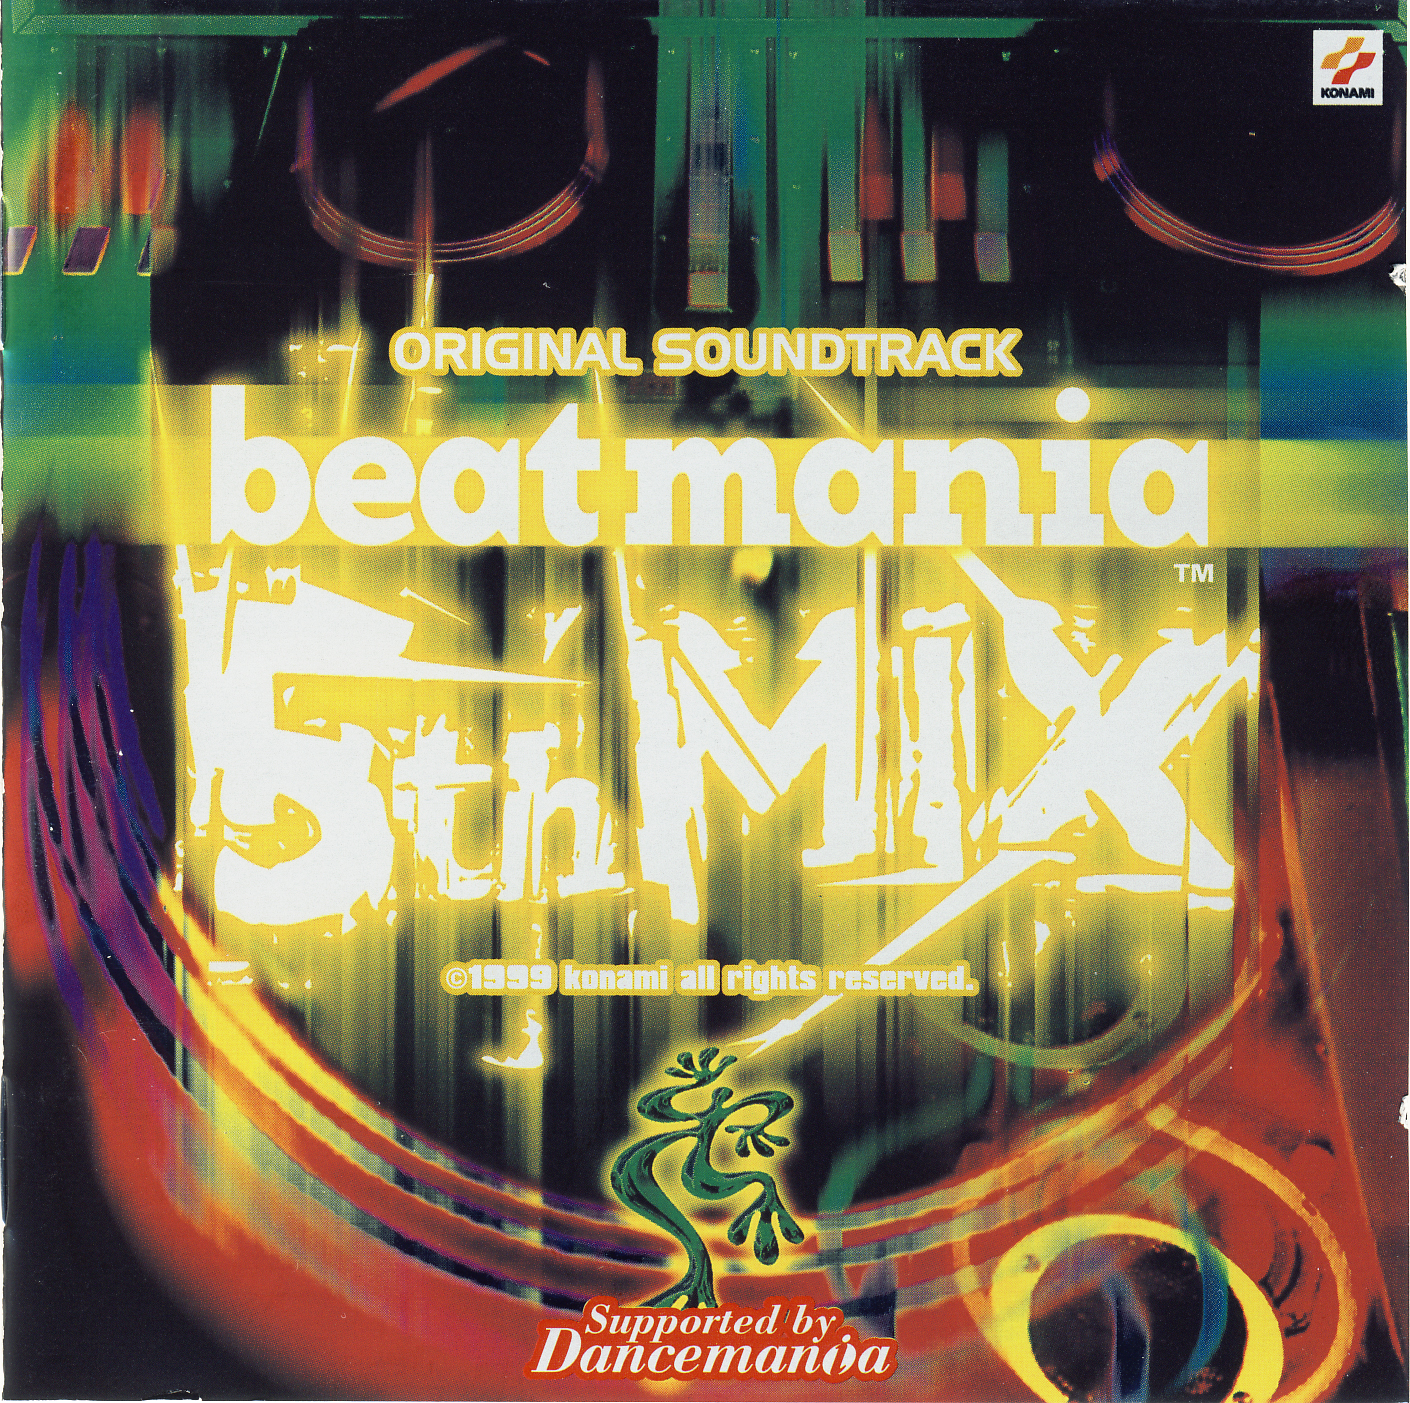 KONAMI
ORIGINAL SOUNDTRACK
beatmania
TM
5th MIX
©1999 konami all rights reserved.
Supported by
Dancemania